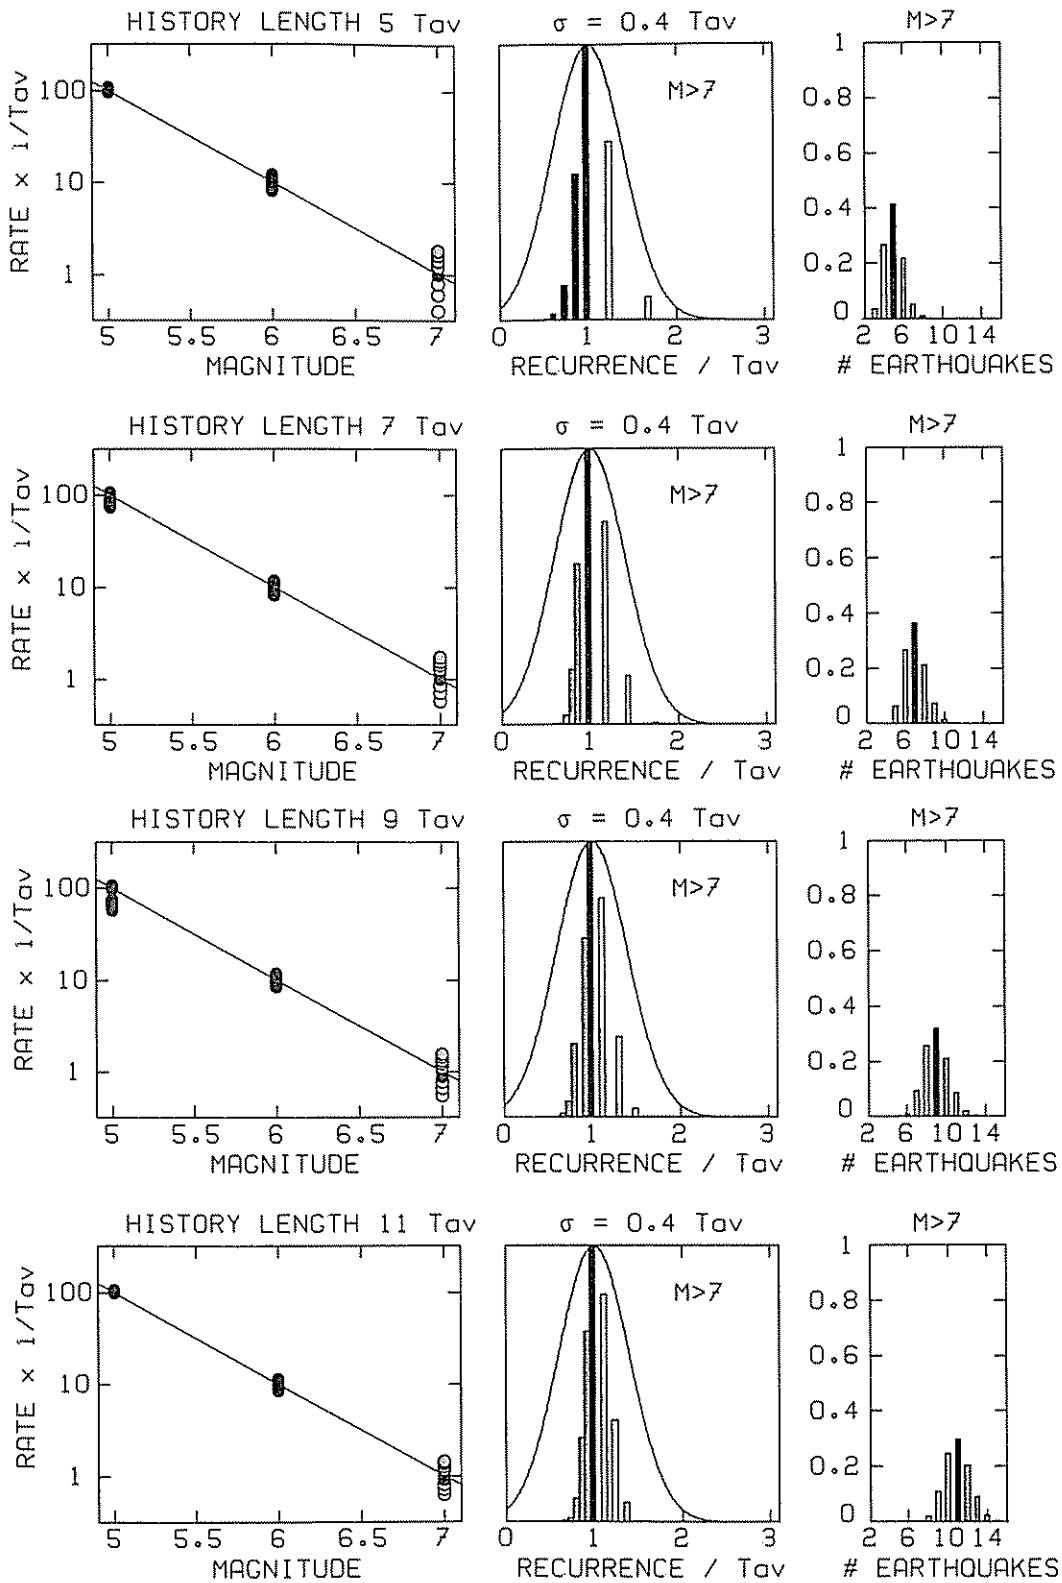 HISTORY LENGTH 5 Tav
σ = 0.4 Tav
M>7
RATE x 1/Tav
100
10
1
5 5.5 6 6.5 7
MAGNITUDE
M>7
0 1 2 3
RECURRENCE / Tav
1
0.8
0.6
0.4
0.2
0
2 6 10 14
# EARTHQUAKES
HISTORY LENGTH 7 Tav
σ = 0.4 Tav
M>7
RATE x 1/Tav
100
10
1
5 5.5 6 6.5 7
MAGNITUDE
M>7
0 1 2 3
RECURRENCE / Tav
1
0.8
0.6
0.4
0.2
0
2 6 10 14
# EARTHQUAKES
HISTORY LENGTH 9 Tav
σ = 0.4 Tav
M>7
RATE x 1/Tav
100
10
1
5 5.5 6 6.5 7
MAGNITUDE
M>7
0 1 2 3
RECURRENCE / Tav
1
0.8
0.6
0.4
0.2
0
2 6 10 14
# EARTHQUAKES
HISTORY LENGTH 11 Tav
σ = 0.4 Tav
M>7
RATE x 1/Tav
100
10
1
5 5.5 6 6.5 7
MAGNITUDE
M>7
0 1 2 3
RECURRENCE / Tav
1
0.8
0.6
0.4
0.2
0
2 6 10 14
# EARTHQUAKES